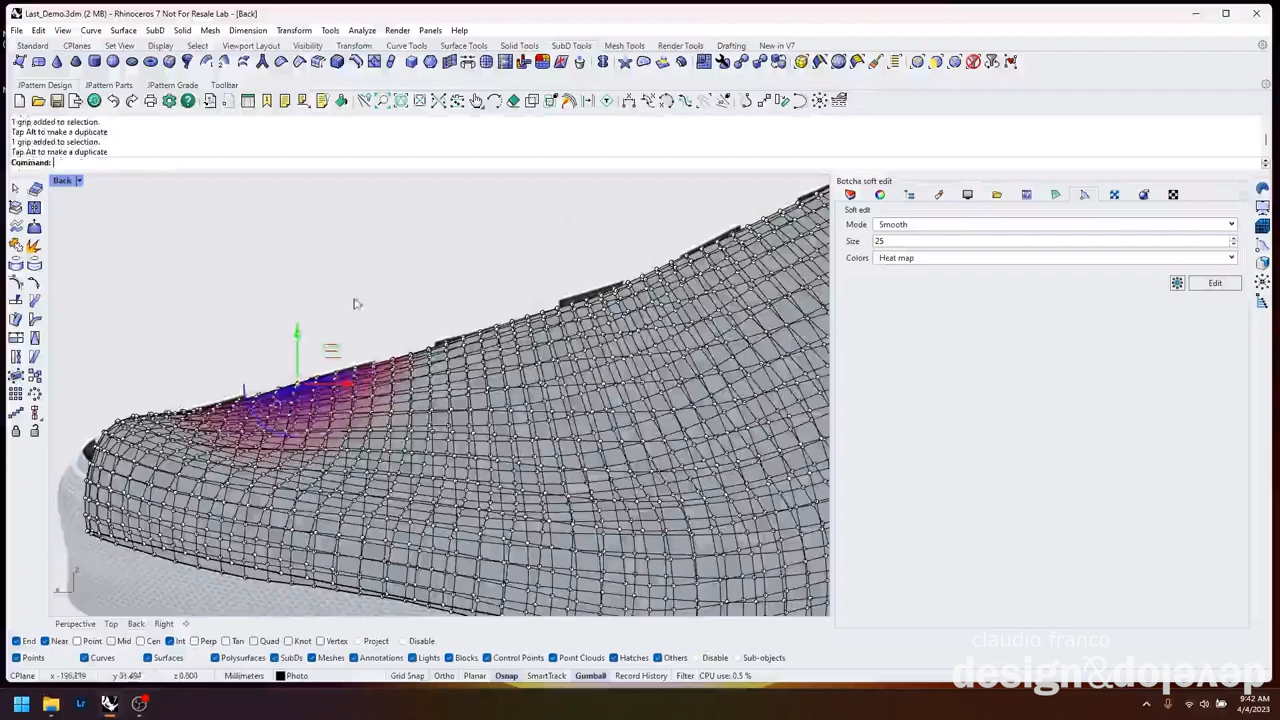 Last_Demo.3dm (2 MB) - Rhinoceros 7 Not For Resale Lab - [Back]
File Edit View Curve Surface SubD Solid Mesh Dimension Transform Tools Analyze Render Panels Help
Standard CPlanes Set View Display Select Viewport Layout Visibility Transform Curve Tools Surface Tools Solid Tools SubD Tools Mesh Tools Render Tools Drafting New in V7
JPattern Design JPattern Parts JPattern Grade Toolbar
1 grip added to selection.
Tap Alt to make a duplicate
1 grip added to selection.
Tap Alt to make a duplicate
Command:
Back
Botcha soft edit
Soft edit
Mode Smooth
Size 25
Colors Heat map
Edit
z
x
Perspective Top Back Right
End Near Point Mid Cen Int Perp Tan Quad Knot Vertex Project Disable
Points Curves Surfaces Polysurfaces SubDs Meshes Annotations Lights Blocks Control Points Point Clouds Hatches Others Disable Sub-objects
claudio franco
design&develop
CPlane x -196.219 z 0.000 Millimeters Photo Grid Snap Ortho Planar Osnap SmartTrack Gumball Record History Filter CPU use: 0.5 %
9:42 AM
4/4/2023